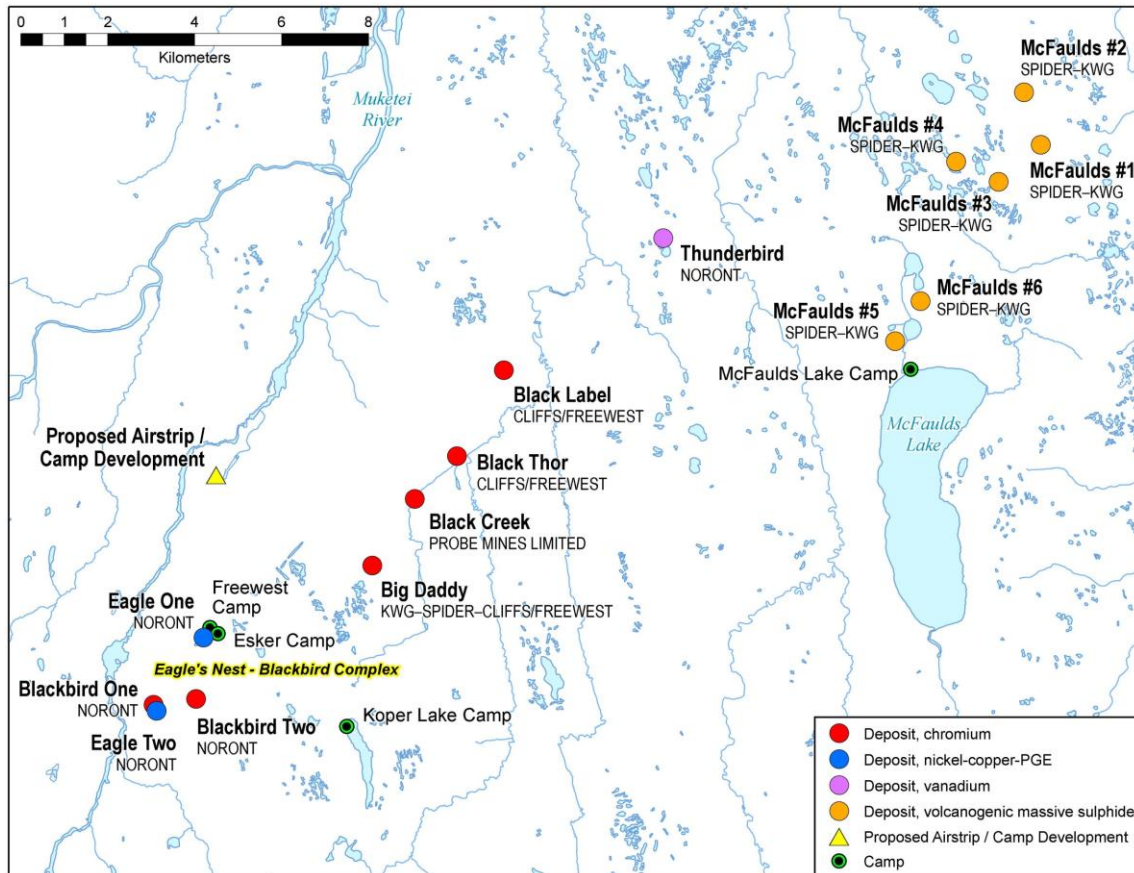 0 2 4 6 8
Kilometers
Muketei
River
McFaulds #2
SPIDER–KWG
McFaulds #4
SPIDER–KWG
McFaulds #1
SPIDER–KWG
McFaulds #3
SPIDER–KWG
Thunderbird
NORONT
McFaulds #6
SPIDER–KWG
McFaulds #5
SPIDER–KWG
McFaulds Lake Camp
Black Label
CLIFFS/FREEWEST
McFaulds
Lake
Proposed Airstrip /
Camp Development
Black Thor
CLIFFS/FREEWEST
Black Creek
PROBE MINES LIMITED
Big Daddy
KWG–SPIDER–CLIFFS/FREEWEST
Freewest
Camp
Eagle One
NORONT
Esker Camp
Eagle's Nest - Blackbird Complex
Blackbird One
NORONT
Blackbird Two
NORONT
Koper Lake Camp
Eagle Two
NORONT
Deposit, chromium
Deposit, nickel-copper-PGE
Deposit, vanadium
Deposit, volcanogenic massive sulphide
Proposed Airstrip / Camp Development
Camp